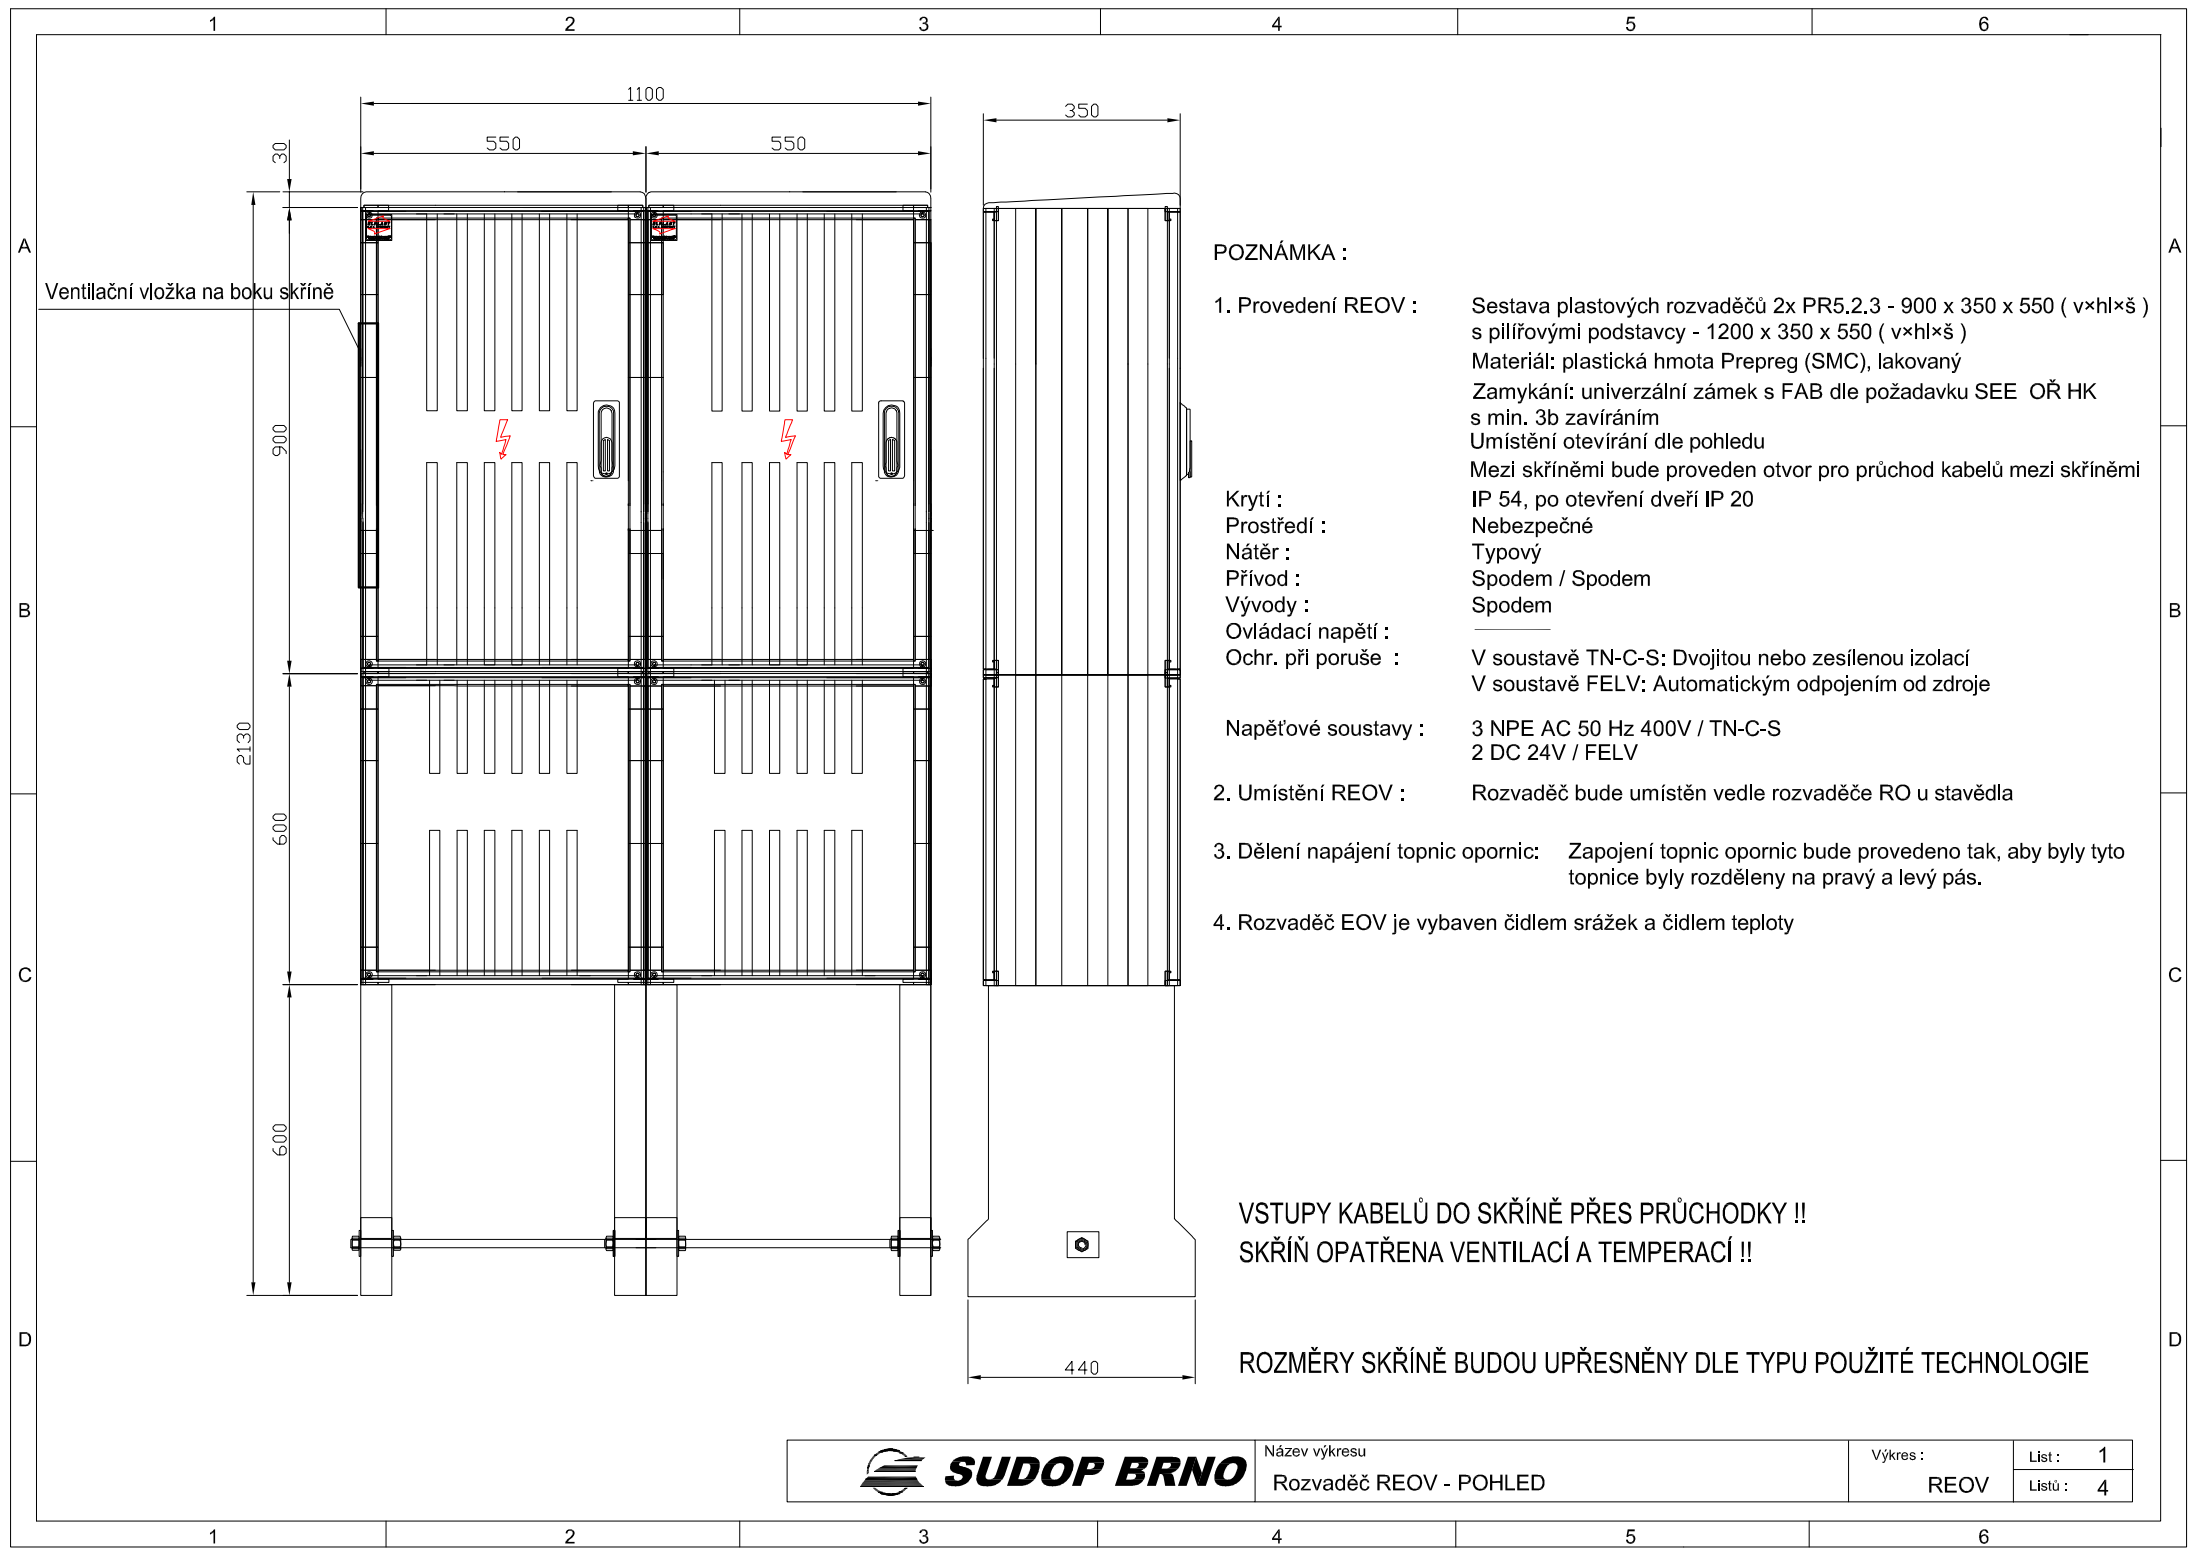 1 2 3 4 5 6
1100
350
550 550
30
A A
POZNÁMKA :
Ventilační vložka na boku skříně
1. Provedení REOV : Sestava plastových rozvaděčů 2x PR5.2.3 - 900 x 350 x 550 ( v×hl×š )
s pilířovými podstavci - 1200 x 350 x 550 ( v×hl×š )
Materiál: plastická hmota Prepreg (SMC), lakovaný
Zamykání: univerzální zámek s FAB dle požadavku SEE OŘ HK
s min. 3b zavíráním
900
Umístění otevírání dle pohledu
Mezi skříněmi bude proveden otvor pro průchod kabelů mezi skříněmi
Krytí : IP 54, po otevření dveří IP 20
Prostředí : Nebezpečné
Nátěr : Typový
Přívod : Spodem / Spodem
Vývody : Spodem
B B
Ovládací napětí :
Ochr. při poruše : V soustavě TN-C-S: Dvojitou nebo zesílenou izolací
V soustavě FELV: Automatickým odpojením od zdroje
2130
Napěťové soustavy : 3 NPE AC 50 Hz 400V / TN-C-S
2 DC 24V / FELV
2. Umístění REOV : Rozvaděč bude umístěn vedle rozvaděče RO u stavědla
600
3. Dělení napájení topnic opornic: Zapojení topnic opornic bude provedeno tak, aby byly tyto
topnice byly rozděleny na pravý a levý pás.
4. Rozvaděč EOV je vybaven čidlem srážek a čidlem teploty
C C
600
VSTUPY KABELŮ DO SKŘÍNĚ PŘES PRŮCHODKY !!
SKŘÍŇ OPATŘENA VENTILACÍ A TEMPERACÍ !!
D D
440
ROZMĚRY SKŘÍNĚ BUDOU UPŘESNĚNY DLE TYPU POUŽITÉ TECHNOLOGIE
SUDOP BRNO
Název výkresu
Rozvaděč REOV - POHLED
Výkres :
REOV
List : 1
Listů : 4
1 2 3 4 5 6